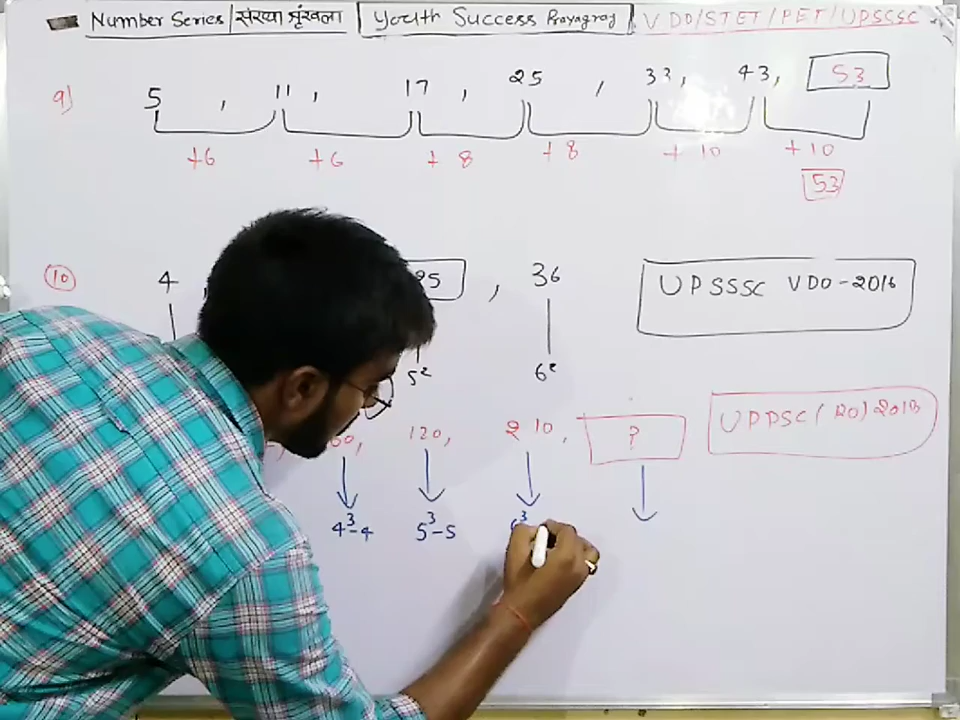 Number Series/संख्या श्रृंखला Youth Success Prayagraj VDO/STET/PET/UPSSSC
9) 5 , 11 , 17 , 25 , 33, 43, 53
+6 +6 +8 +8 +10 +10
53
10 4 25 , 36 UPSSSC VDO-2016
5² 6²
60, 120, 210, ? UPPSC (RO) 2013
4³-4 5³-5 6³